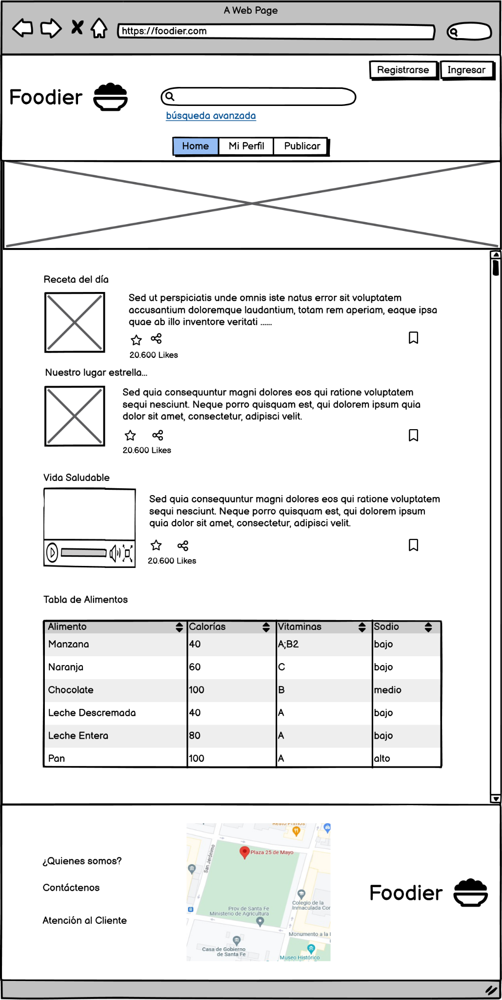 A Web Page
https://foodier.com
Registrarse
Ingresar
Foodier
búsqueda avanzada
Home
Mi Perfil
Publicar
Receta del día
Sed ut perspiciatis unde omnis iste natus error sit voluptatem
accusantium doloremque laudantium, totam rem aperiam, eaque ipsa
quae ab illo inventore veritati ......
20.600 Likes
Nuestro lugar estrella...
Sed quia consequuntur magni dolores eos qui ratione voluptatem
sequi nesciunt. Neque porro quisquam est, qui dolorem ipsum quia
dolor sit amet, consectetur, adipisci velit.
20.600 Likes
Vida Saludable
Sed quia consequuntur magni dolores eos qui ratione voluptatem
sequi nesciunt. Neque porro quisquam est, qui dolorem ipsum
quia dolor sit amet, consectetur, adipisci velit.
20.600 Likes
Tabla de Alimentos
Alimento Calorías Vitaminas Sodio
Manzana 40 A;B2 bajo
Naranja 60 C bajo
Chocolate 100 B medio
Leche Descremada 40 A bajo
Leche Entera 80 A bajo
Pan 100 A alto
¿Quienes somos?
Contáctenos
Atención al Cliente
Resto Primos
Plaza 25 de Mayo
San Jerónimo
Colegio de la
Inmaculada Con
Prov de Santa Fe
Ministerio de Agricultura
Monumento a la
Casa de Gobierno
de Santa Fe
Museo Histórico
Foodier